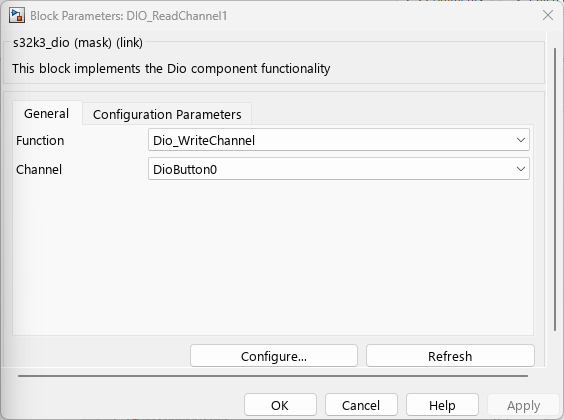 Block Parameters: DIO_ReadChannel1
s32k3_dio (mask) (link)
This block implements the Dio component functionality
General Configuration Parameters
Function Dio_WriteChannel
Channel DioButton0
Configure... Refresh
OK Cancel Help Apply